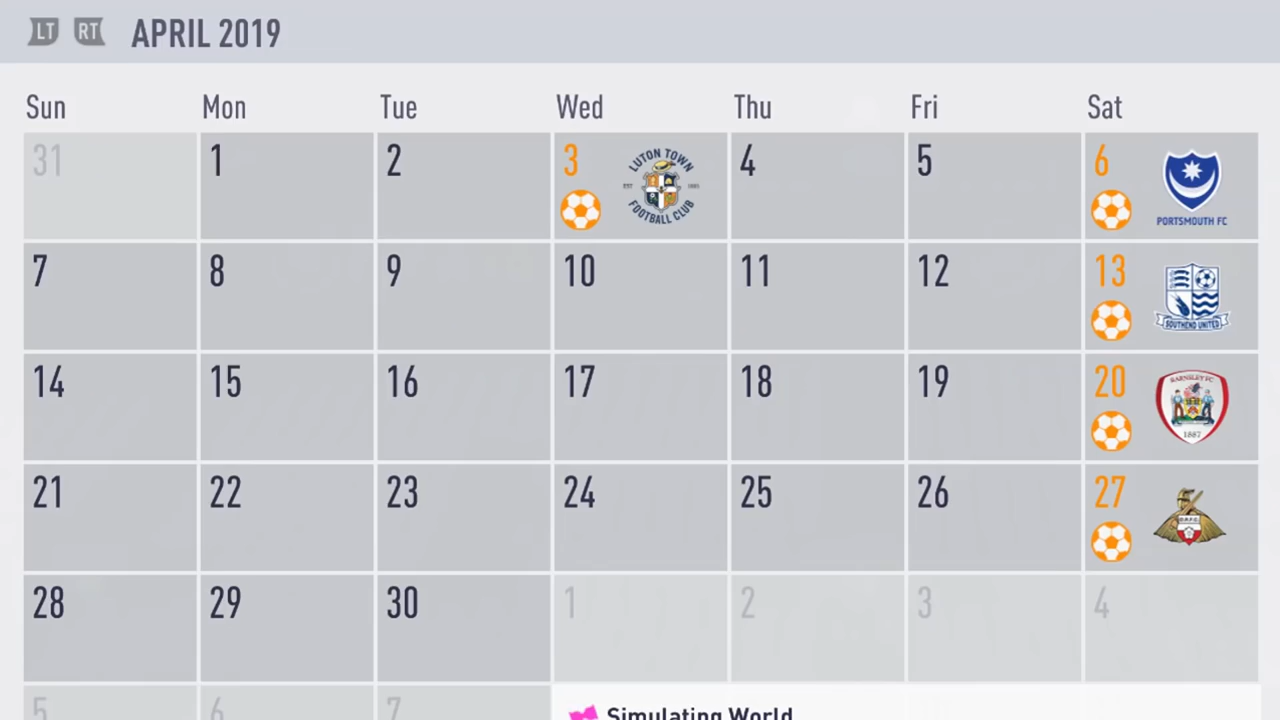 LT RT APRIL 2019
Sun Mon Tue Wed Thu Fri Sat
31 1 2 3 4 5 6
LUTON TOWN
EST 1885
FOOTBALL CLUB
PORTSMOUTH FC
7 8 9 10 11 12 13
SOUTHEND UNITED
14 15 16 17 18 19 20
BARNSLEY FC
1887
21 22 23 24 25 26 27
D.R.F.C.
28 29 30 1 2 3 4
5 6 7
Simulating World